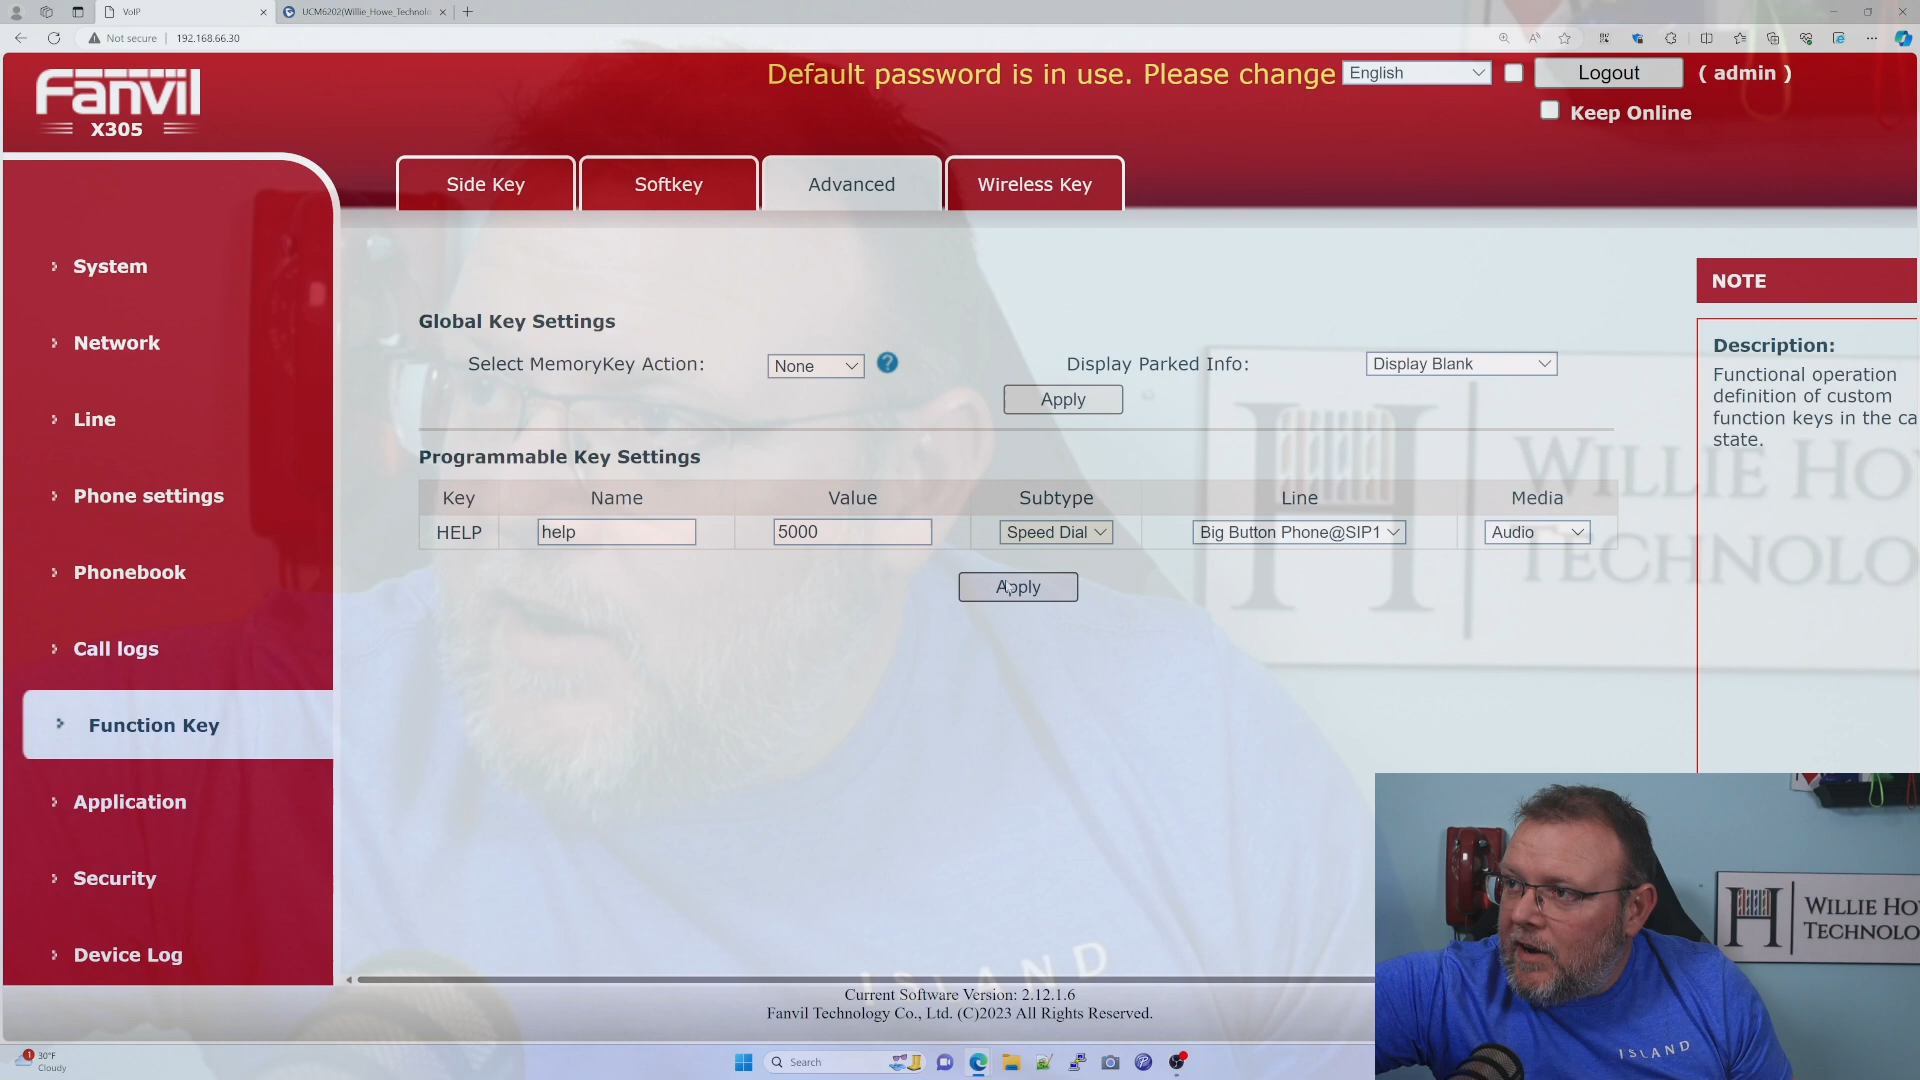 VoIP
UCM6202(Willie_Howe_Technolo
Not secure
192.168.66.30
Fanvil
X305
Default password is in use. Please change
English
Logout
( admin )
Keep Online
Side Key
Softkey
Advanced
Wireless Key
System
Network
Line
Phone settings
Phonebook
Call logs
Function Key
Application
Security
Device Log
Global Key Settings
Select MemoryKey Action:
None
?
Display Parked Info:
Display Blank
Apply
Programmable Key Settings
Key Name Value Subtype Line Media
HELP help 5000 Speed Dial Big Button Phone@SIP1 Audio
Apply
NOTE
Description:
Functional operation
definition of custom
function keys in the ca
state.
WILLIE HO
TECHNOLO
ISLAND
WILLIE HO
TECHNOLO
ISLAND
Current Software Version: 2.12.1.6
Fanvil Technology Co., Ltd. (C)2023 All Rights Reserved.
1
30°F
Cloudy
Search